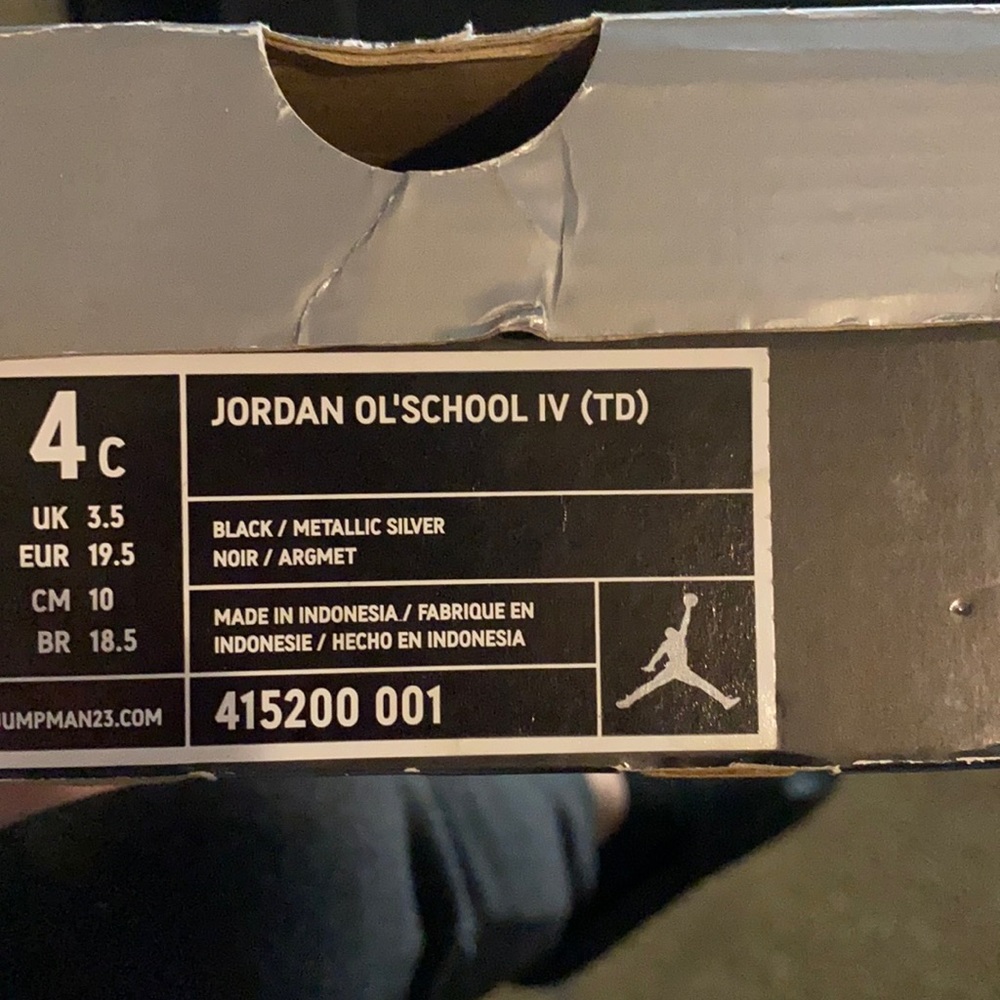 4 C
UK 3.5
EUR 19.5
CM 10
BR 18.5
JUMPMAN23.COM
JORDAN OL'SCHOOL IV (TD)
BLACK / METALLIC SILVER
NOIR / ARGMET
MADE IN INDONESIA / FABRIQUE EN
INDONESIE / HECHO EN INDONESIA
415200 001